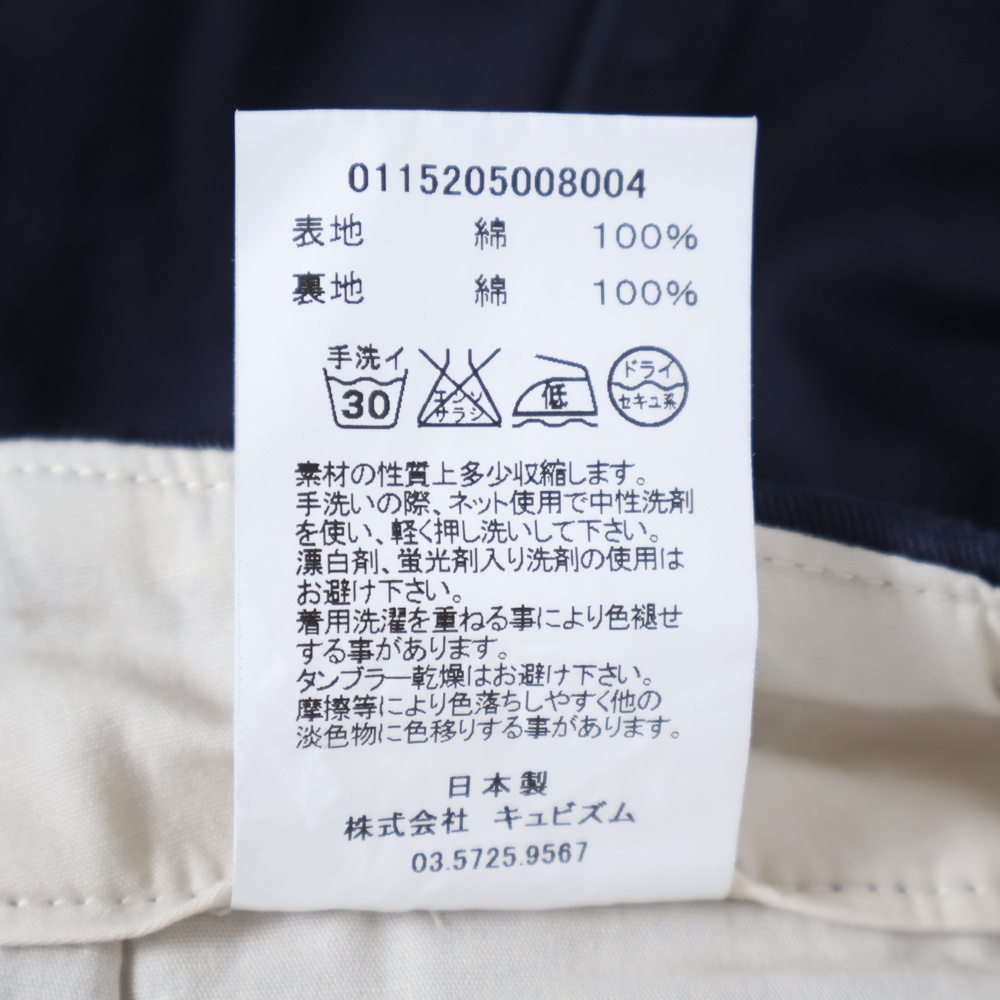 0115205008004
表地 綿 100%
裏地 綿 100%
手洗イ
30
エンソ
サラシ
低
ドライ
セキユ系
素材の性質上多少収縮します。
手洗いの際、ネット使用で中性洗剤
を使い、軽く押し洗いして下さい。
漂白剤、蛍光剤入り洗剤の使用は
お避け下さい。
着用洗濯を重ねる事により色褪せ
する事があります。
タンブラー乾燥はお避け下さい。
摩擦等により色落ちしやすく他の
淡色物に色移りする事があります。
日本製
株式会社 キュビズム
03.5725.9567